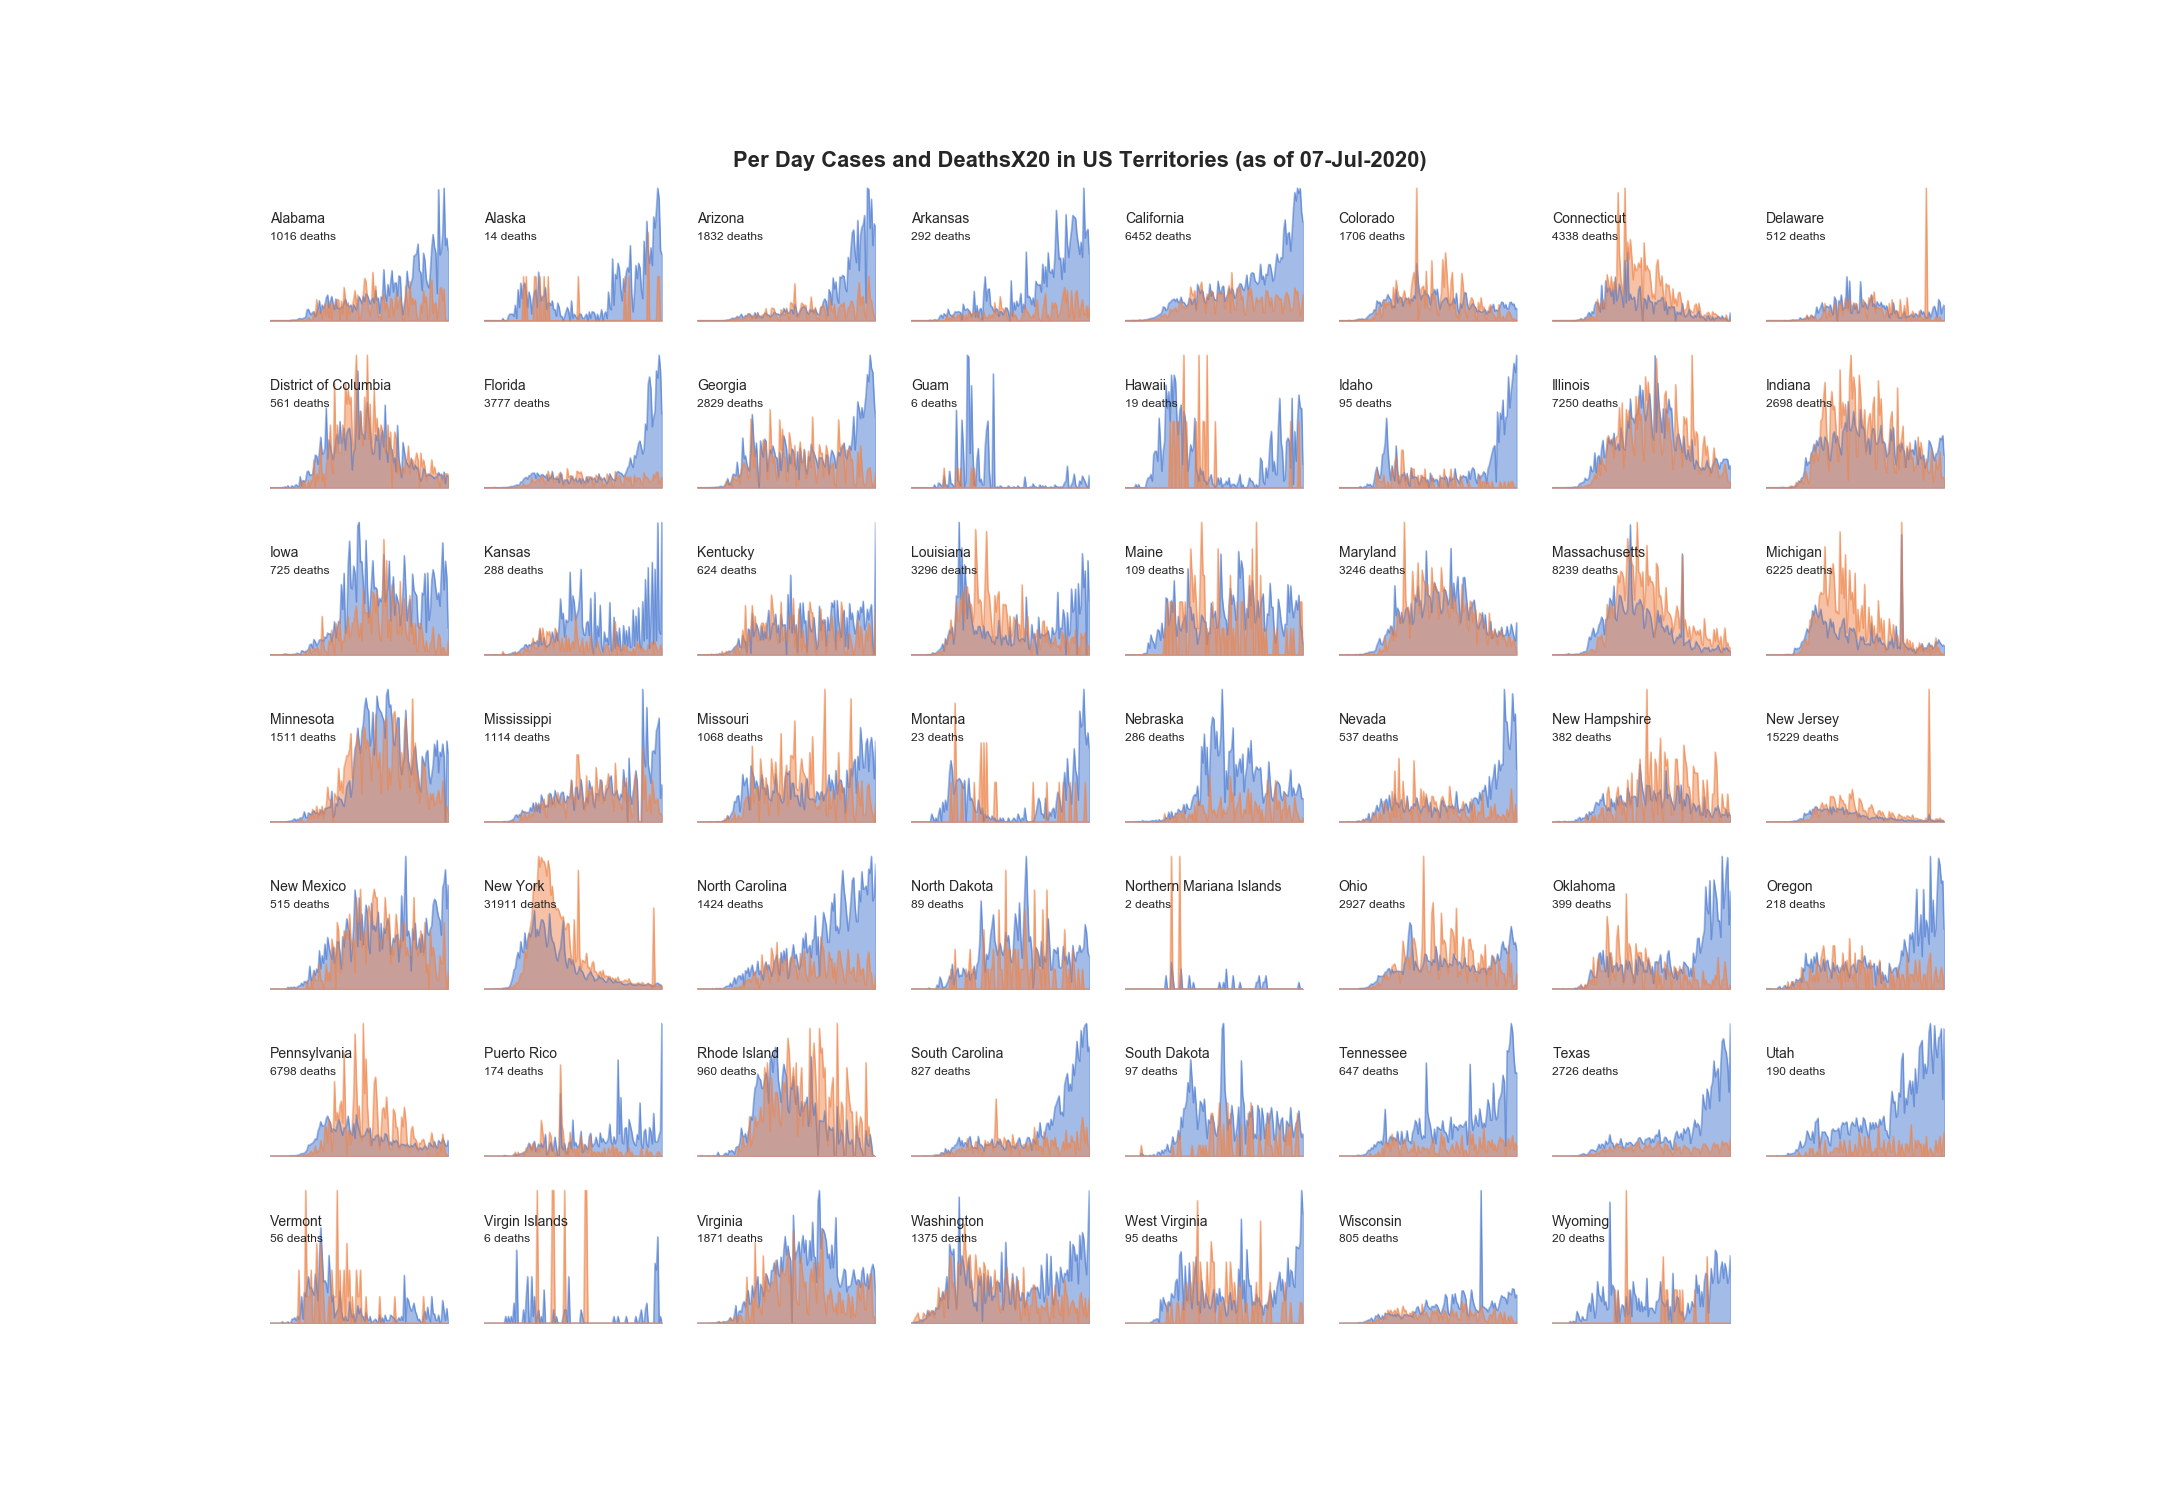 Per Day Cases and DeathsX20 in US Territories (as of 07-Jul-2020)
Alabama
1016 deaths
Alaska
14 deaths
Arizona
1832 deaths
Arkansas
292 deaths
California
6452 deaths
Colorado
1706 deaths
Connecticut
4338 deaths
Delaware
512 deaths
District of Columbia
561 deaths
Florida
3777 deaths
Georgia
2829 deaths
Guam
6 deaths
Hawaii
19 deaths
Idaho
95 deaths
Illinois
7250 deaths
Indiana
2698 deaths
Iowa
725 deaths
Kansas
288 deaths
Kentucky
624 deaths
Louisiana
3296 deaths
Maine
109 deaths
Maryland
3246 deaths
Massachusetts
8239 deaths
Michigan
6225 deaths
Minnesota
1511 deaths
Mississippi
1114 deaths
Missouri
1068 deaths
Montana
23 deaths
Nebraska
286 deaths
Nevada
537 deaths
New Hampshire
382 deaths
New Jersey
15229 deaths
New Mexico
515 deaths
New York
31911 deaths
North Carolina
1424 deaths
North Dakota
89 deaths
Northern Mariana Islands
2 deaths
Ohio
2927 deaths
Oklahoma
399 deaths
Oregon
218 deaths
Pennsylvania
6798 deaths
Puerto Rico
174 deaths
Rhode Island
960 deaths
South Carolina
827 deaths
South Dakota
97 deaths
Tennessee
647 deaths
Texas
2726 deaths
Utah
190 deaths
Vermont
56 deaths
Virgin Islands
6 deaths
Virginia
1871 deaths
Washington
1375 deaths
West Virginia
95 deaths
Wisconsin
805 deaths
Wyoming
20 deaths